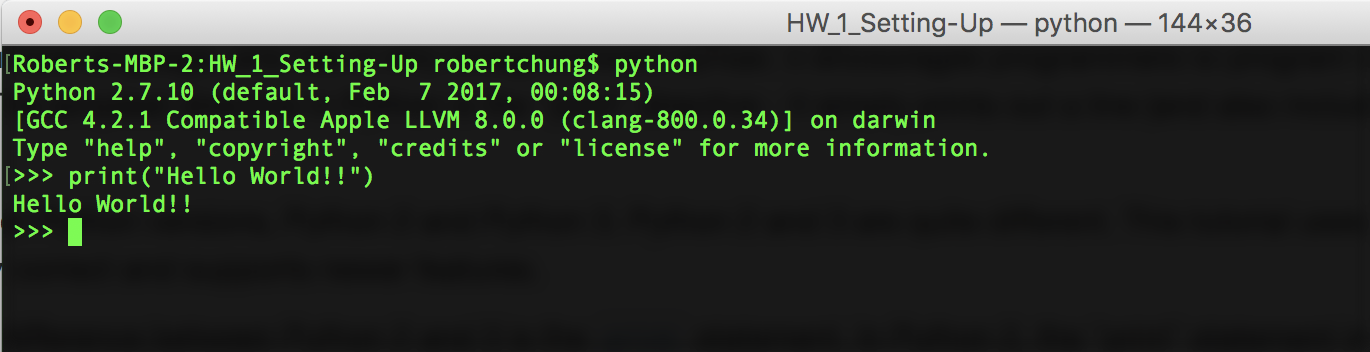 HW_1_Setting-Up — python — 144×36
[Roberts-MBP-2:HW_1_Setting-Up robertchung$ python
Python 2.7.10 (default, Feb  7 2017, 00:08:15)
[GCC 4.2.1 Compatible Apple LLVM 8.0.0 (clang-800.0.34)] on darwin
Type "help", "copyright", "credits" or "license" for more information.
[>>> print("Hello World!!")
Hello World!!
>>>